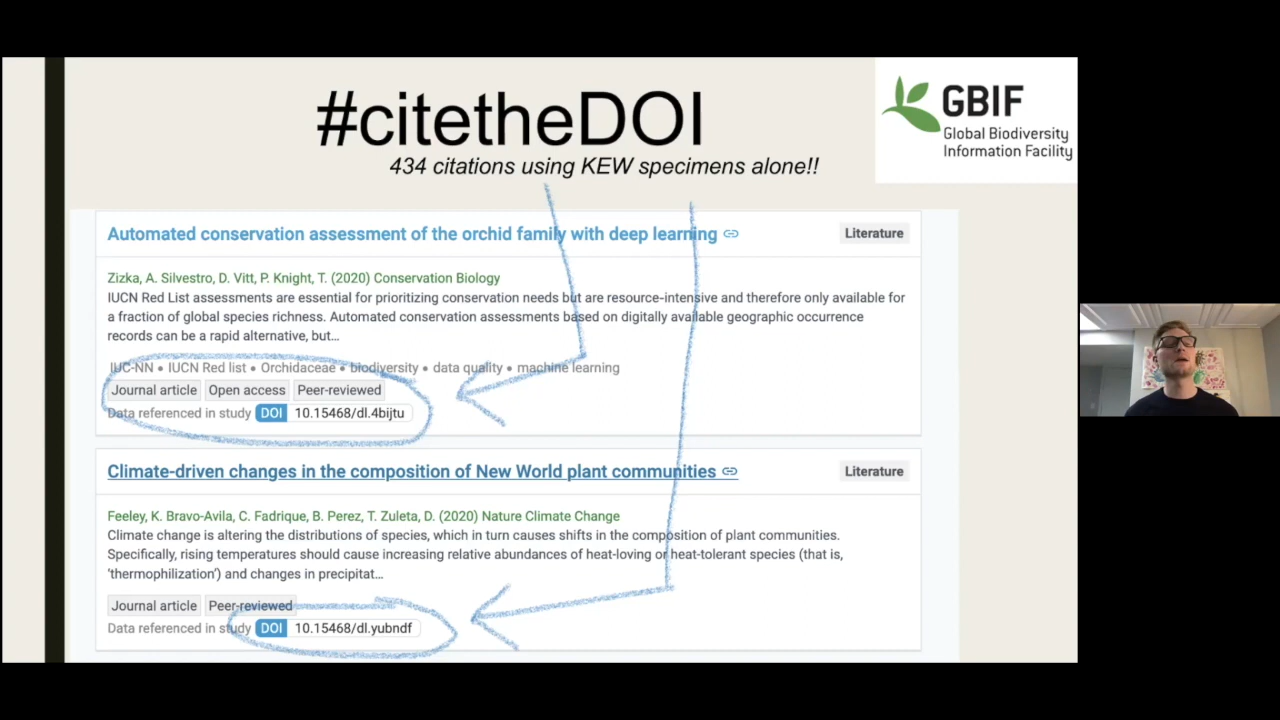 #citetheDOI
434 citations using KEW specimens alone!!
GBIF
Global Biodiversity
Information Facility
Automated conservation assessment of the orchid family with deep learning
Literature
Zizka, A. Silvestro, D. Vitt, P. Knight, T. (2020) Conservation Biology
IUCN Red List assessments are essential for prioritizing conservation needs but are resource-intensive and therefore only available for
a fraction of global species richness. Automated conservation assessments based on digitally available geographic occurrence
records can be a rapid alternative, but…
IUC-NN • IUCN Red list • Orchidaceae • biodiversity • data quality • machine learning
Journal article Open access Peer-reviewed
Data referenced in study DOI 10.15468/dl.4bijtu
Climate-driven changes in the composition of New World plant communities
Literature
Feeley, K. Bravo-Avila, C. Fadrique, B. Perez, T. Zuleta, D. (2020) Nature Climate Change
Climate change is altering the distributions of species, which in turn causes shifts in the composition of plant communities.
Specifically, rising temperatures should cause increasing relative abundances of heat-loving or heat-tolerant species (that is,
‘thermophilization’) and changes in precipitat…
Journal article Peer-reviewed
Data referenced in study DOI 10.15468/dl.yubndf